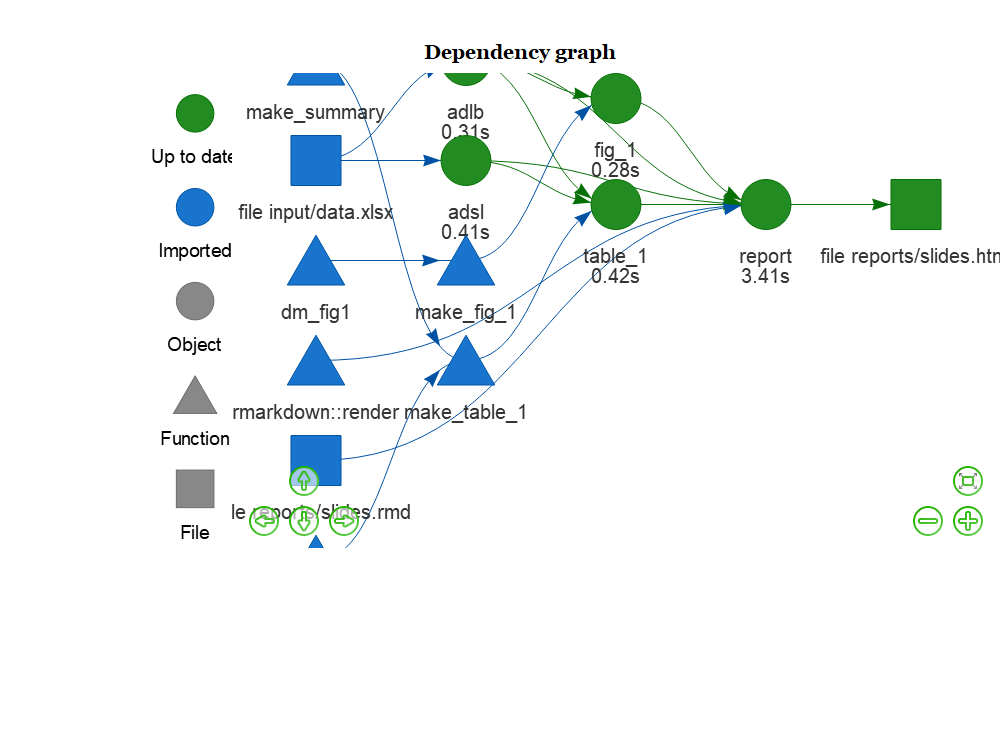 Dependency graph
Up to date
Imported
Object
Function
File
make_summary
adlb
0.31s
fig_1
0.28s
file input/data.xlsx
adsl
0.41s
table_1
0.42s
report
3.41s
file reports/slides.htm
dm_fig1
make_fig_1
rmarkdown::render
make_table_1
le reports/slides.rmd